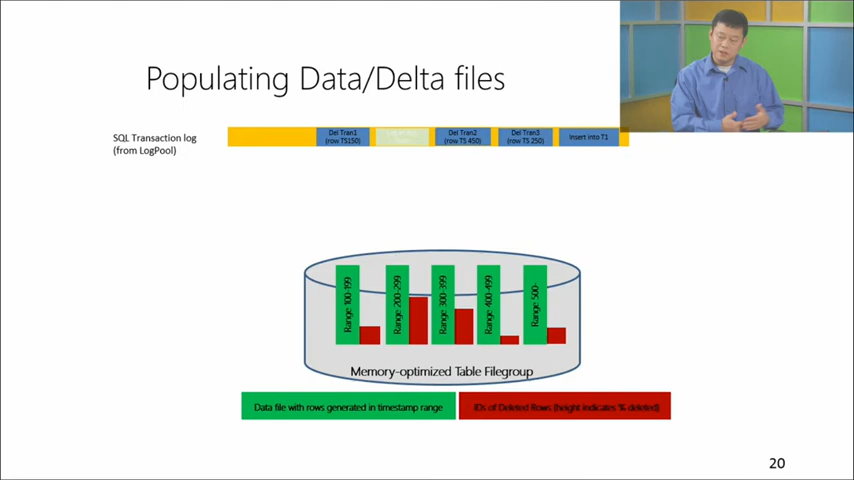 Populating Data/Delta files
SQL Transaction log
(from LogPool)
Del Tran1
(row TS150)
Del Tran2
(row TS 450)
Del Tran3
(row TS 250)
Insert into T1
Range 100-199
Range 200-299
Range 300-399
Range 400-499
Range 500-
Memory-optimized Table Filegroup
Data file with rows generated in timestamp range
IDs of Deleted Rows (height indicates % deleted)
20